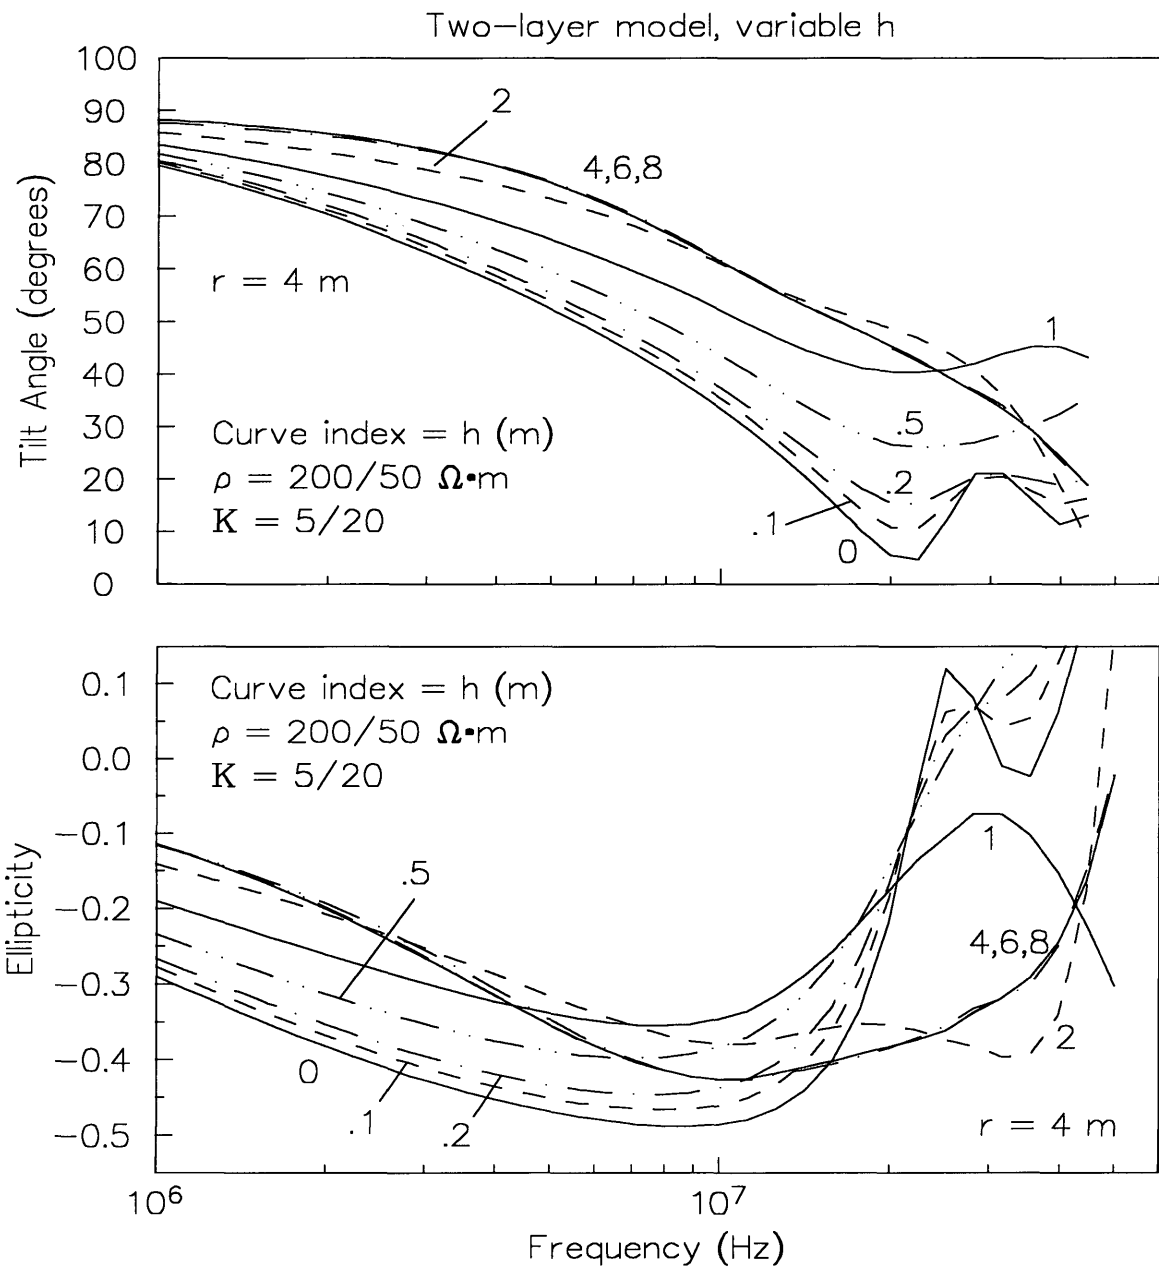 Two-layer model, variable h
100
90
80
70
60
50
40
30
20
10
0
Tilt Angle (degrees)
2
4,6,8
r = 4 m
1
.5
.2
.1
0
Curve index = h (m)
ρ = 200/50 Ω•m
K = 5/20
0.1
0.0
-0.1
-0.2
-0.3
-0.4
-0.5
Ellipticity
Curve index = h (m)
ρ = 200/50 Ω•m
K = 5/20
.5
1
4,6,8
2
0
.1
.2
r = 4 m
10⁶
10⁷
Frequency (Hz)